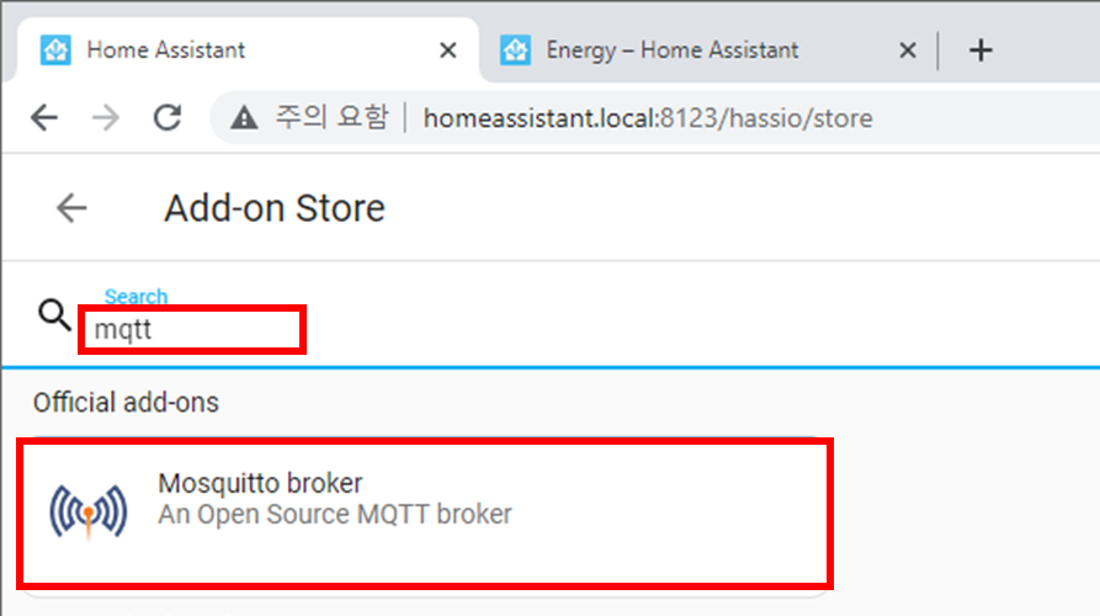 Home Assistant
Energy – Home Assistant
주의 요함 homeassistant.local:8123/hassio/store
Add-on Store
Search
mqtt
Official add-ons
Mosquitto broker
An Open Source MQTT broker